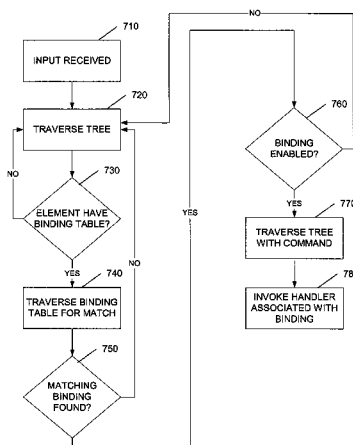 710
INPUT RECEIVED
720
TRAVERSE TREE
NO
730
ELEMENT HAVE
BINDING TABLE?
YES
740
TRAVERSE BINDING
TABLE FOR MATCH
NO
750
MATCHING
BINDING
FOUND?
YES
NO
760
BINDING
ENABLED?
YES
770
TRAVERSE TREE
WITH COMMAND
INVOKE HANDLER
ASSOCIATED WITH
BINDING